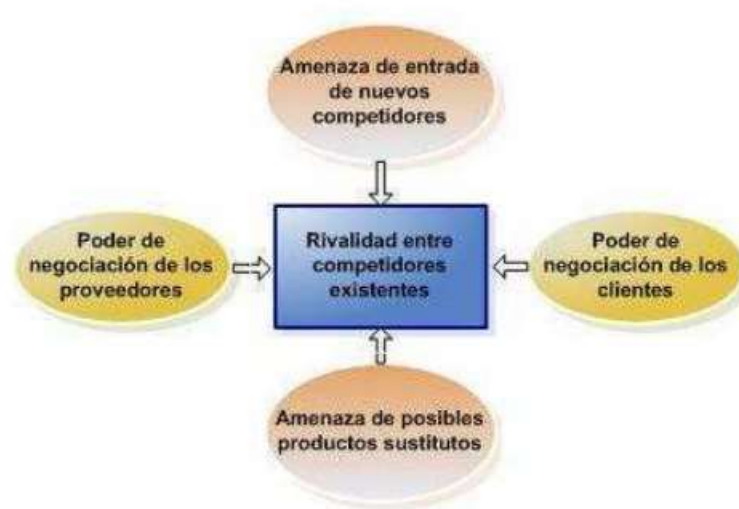 Amenaza de entrada
de nuevos
competidores
Poder de
negociación de los
proveedores
Rivalidad entre
competidores
existentes
Poder de
negociación de los
clientes
Amenaza de posibles
productos sustitutos